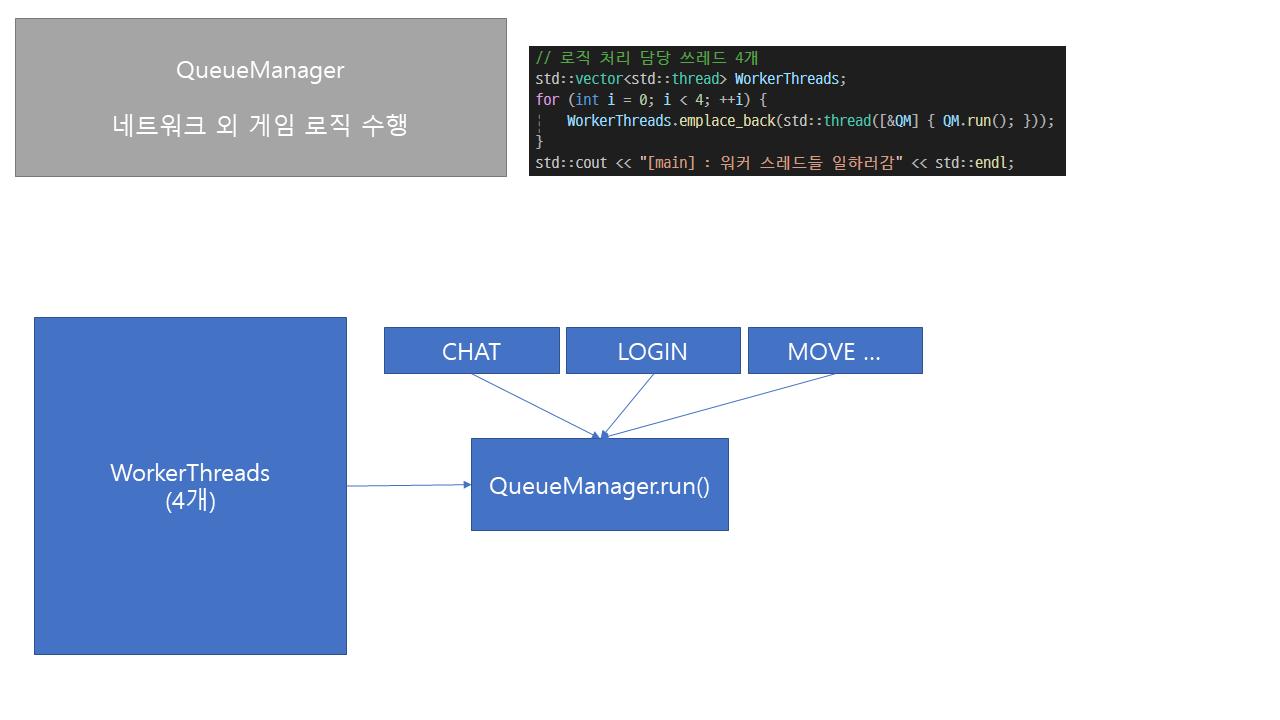 QueueManager
네트워크 외 게임 로직 수행
// 로직 처리 담당 쓰레드 4개
std::vector<std::thread> WorkerThreads;
for (int i = 0; i < 4; ++i) {
WorkerThreads.emplace_back(std::thread([&QM] { QM.run(); }));
}
std::cout << "[main] : 워커 스레드들 일하러감" << std::endl;
CHAT
LOGIN
MOVE ...
WorkerThreads
(4개)
QueueManager.run()